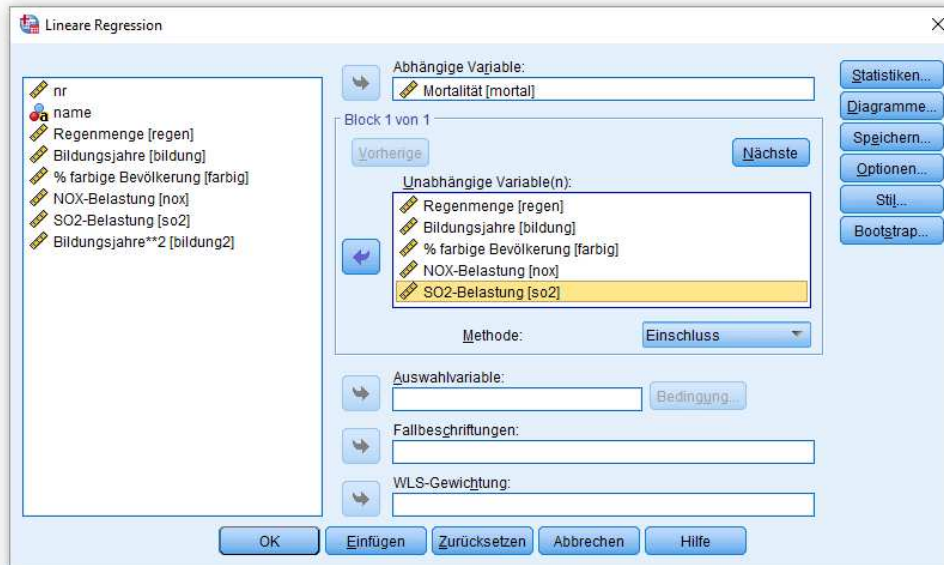 Lineare Regression
nr
name
Regenmenge [regen]
Bildungsjahre [bildung]
% farbige Bevölkerung [farbig]
NOX-Belastung [nox]
SO2-Belastung [so2]
Bildungsjahre**2 [bildung2]
Abhängige Variable:
Mortalität [mortal]
Block 1 von 1
Vorherige
Nächste
Unabhängige Variable(n):
Regenmenge [regen]
Bildungsjahre [bildung]
% farbige Bevölkerung [farbig]
NOX-Belastung [nox]
SO2-Belastung [so2]
Methode:
Einschluss
Auswahlvariable:
Bedingung...
Fallbeschriftungen:
WLS-Gewichtung:
Statistiken...
Diagramme...
Speichern...
Optionen...
Stil...
Bootstrap...
OK
Einfügen
Zurücksetzen
Abbrechen
Hilfe